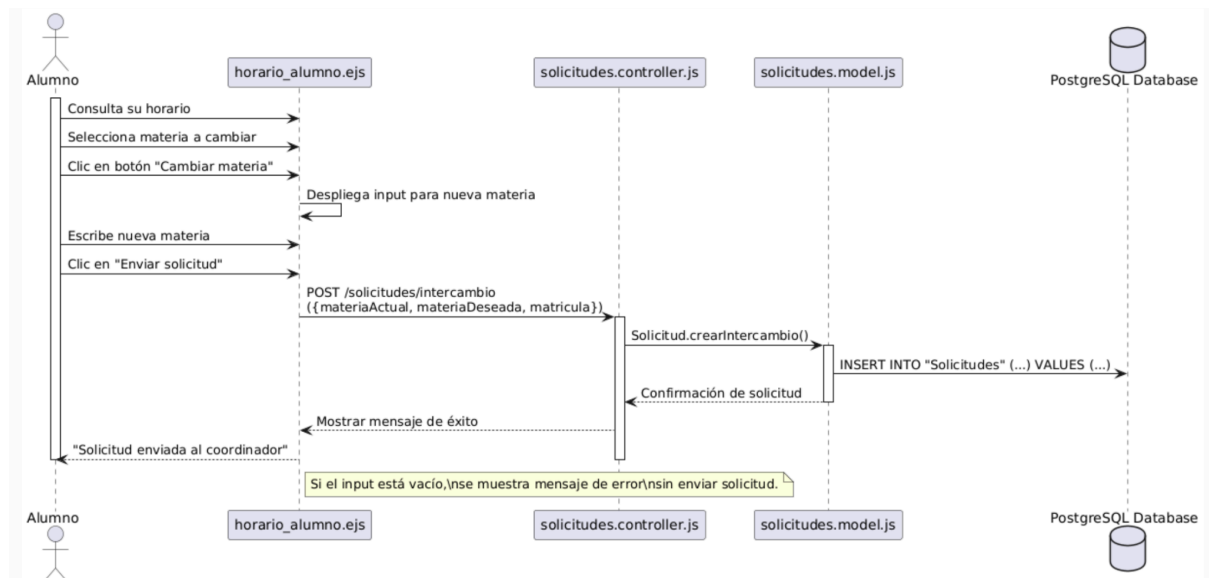 Alumno
horario_alumno.ejs
solicitudes.controller.js
solicitudes.model.js
PostgreSQL Database
Consulta su horario
Selecciona materia a cambiar
Clic en botón "Cambiar materia"
Despliega input para nueva materia
Escribe nueva materia
Clic en "Enviar solicitud"
POST /solicitudes/intercambio
({materiaActual, materiaDeseada, matricula})
Solicitud.crearIntercambio()
INSERT INTO "Solicitudes" (...) VALUES (...)
Confirmación de solicitud
Mostrar mensaje de éxito
"Solicitud enviada al coordinador"
Si el input está vacío,\nse muestra mensaje de error\nsin enviar solicitud.
Alumno
horario_alumno.ejs
solicitudes.controller.js
solicitudes.model.js
PostgreSQL Database